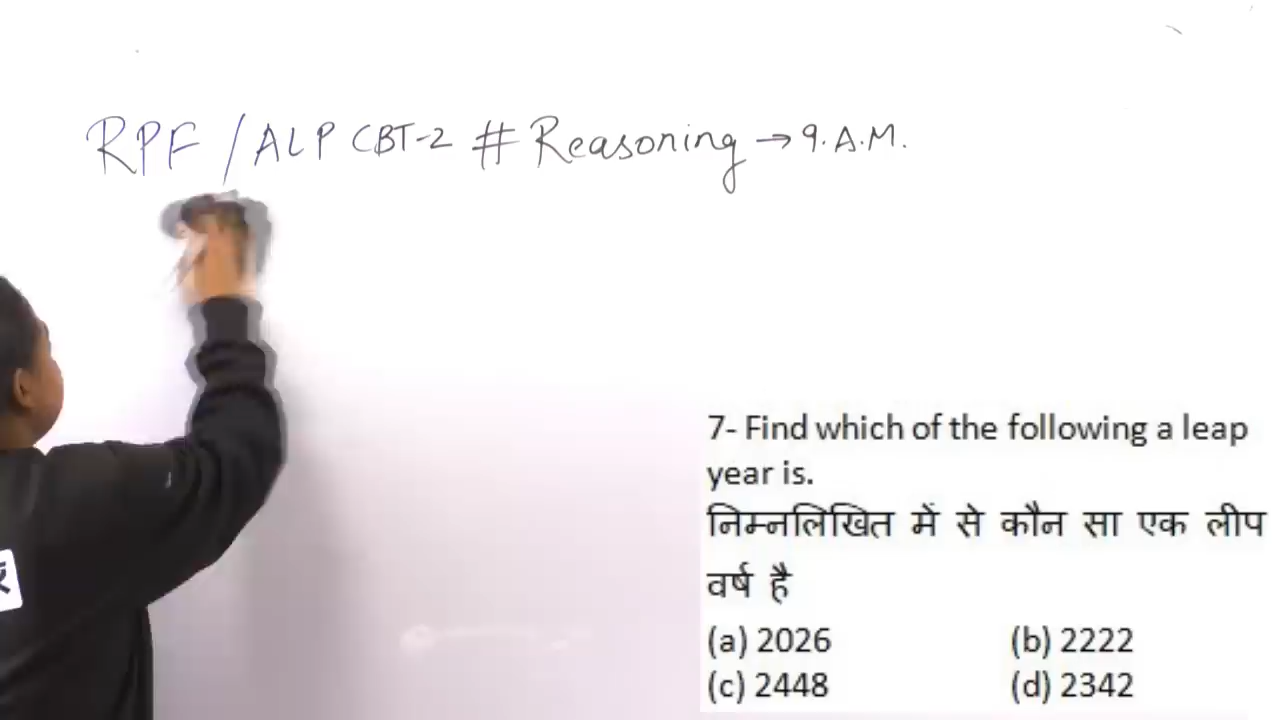 RPF / ALP CBT-2 # Reasoning → 9. A.M.
7- Find which of the following a leap
year is.
निम्नलिखित में से कौन सा एक लीप
वर्ष है
(a) 2026 (b) 2222
(c) 2448 (d) 2342